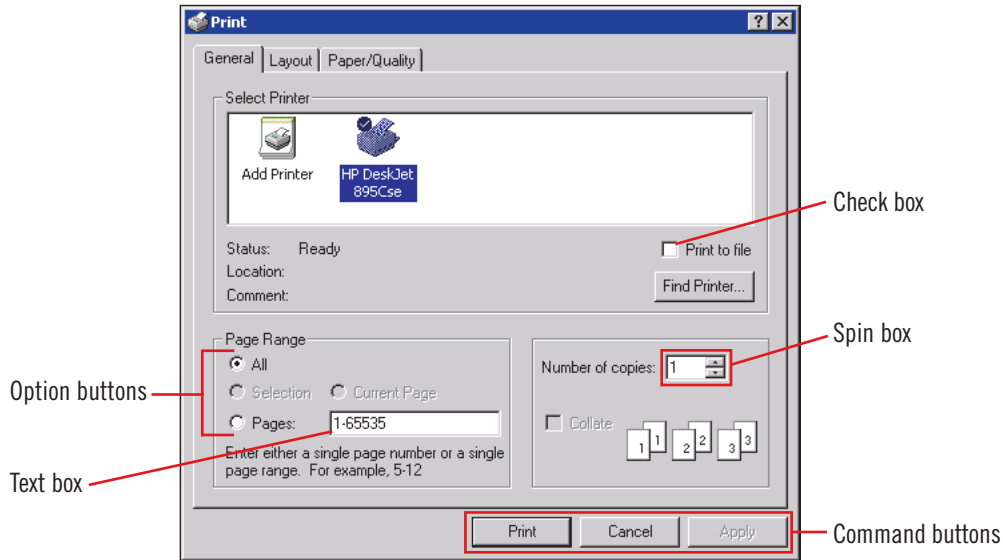 Print
General Layout Paper/Quality
Select Printer
Add Printer
HP DeskJet
895Cse
Check box
Status: Ready
Print to file
Location:
Find Printer...
Comment:
Page Range
Spin box
All
Number of copies: 1
Option buttons
Selection Current Page
Pages: 1-65535
Collate
1 1 2 2 3 3
Enter either a single page number or a single
page range. For example, 5-12
Text box
Print Cancel Apply
Command buttons